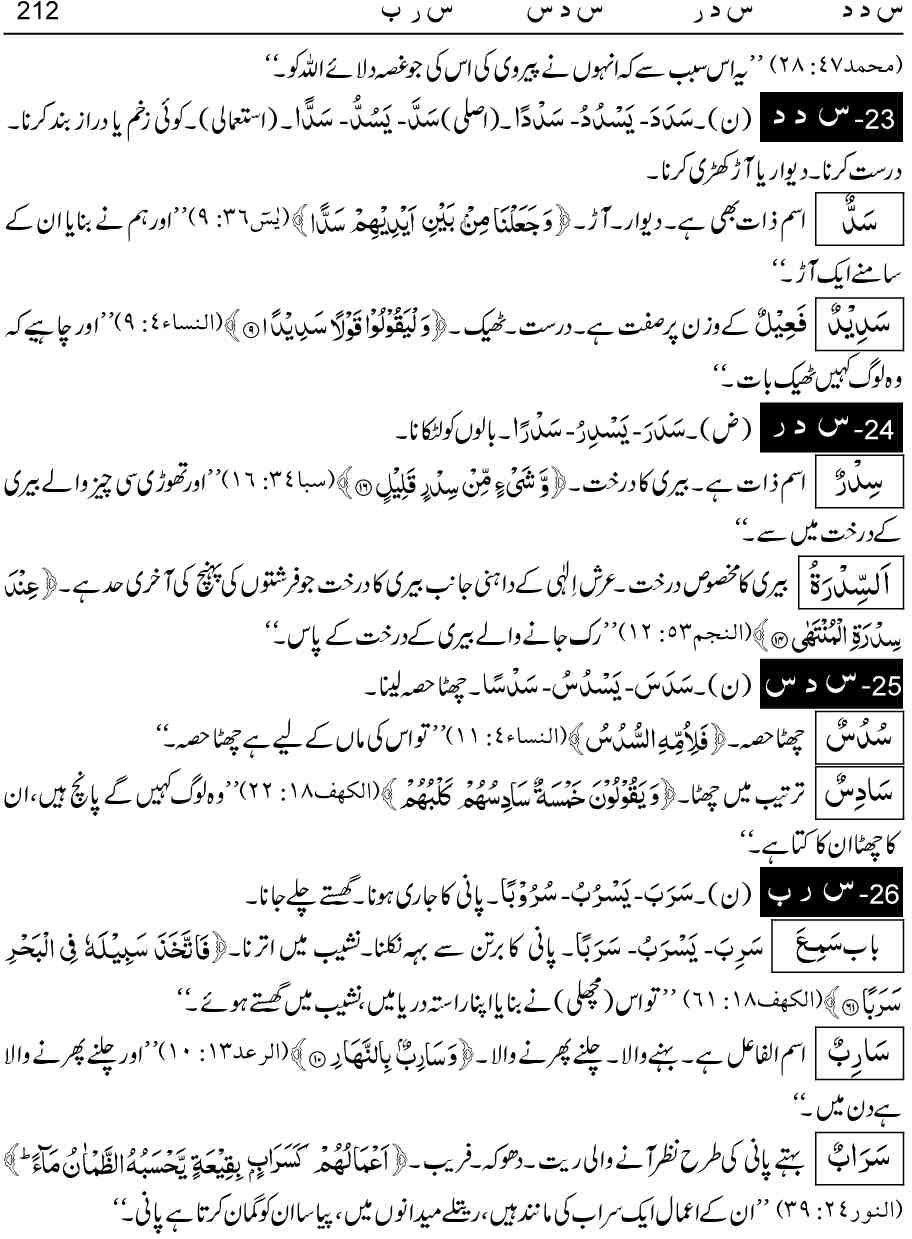 س د د س د ر س د س س ر ب 212
(محمد٤٧: ٢٨) ’’یہ اس سبب سے کہ انہوں نے پیروی کی اس کی جو غصہ دلائے اللہ کو۔‘‘
23- س د د (ن)۔سَدَدَ- يَسْدُدُ- سَدْدًا۔(اصلی) سَدَّ- يَسُدُّ- سَدًّا۔(استعمالی)۔کوئی زخم یا دراز بند کرنا۔
درست کرنا۔دیوار یا آڑ کھڑی کرنا۔
سَدٌّ اسم ذات بھی ہے۔دیوار۔آڑ۔﴿وَجَعَلْنَا مِنْۢ بَيْنِ اَيْدِيْهِمْ سَدًّا﴾(یٰسٓ٣٦: ٩)’’اور ہم نے بنایا ان کے
سامنے ایک آڑ۔‘‘
سَدِيْدٌ فَعِيْلٌ کے وزن پر صفت ہے۔درست۔ٹھیک۔﴿وَلْيَقُوْلُوْا قَوْلًا سَدِيْدًا ۝٩﴾(النساء٤: ٩)’’اور چاہیے کہ
وہ لوگ کہیں ٹھیک بات۔‘‘
24- س د ر (ض)۔سَدَرَ- يَسْدِرُ- سَدْرًا۔بالوں کو لٹکانا۔
سِدْرٌ اسم ذات ہے۔بیری کا درخت۔﴿وَّشَىْءٍ مِّنْ سِدْرٍ قَلِيْلٍ ۝١٦﴾(سبا٣٤: ١٦)’’اور تھوڑی سی چیز والے بیری
کے درخت میں سے۔‘‘
اَلسِّدْرَةُ بیری کا مخصوص درخت۔عرش اِلٰہی کے داہنی جانب بیری کا درخت جو فرشتوں کی پہنچ کی آخری حد ہے۔﴿عِنْدَ
سِدْرَةِ الْمُنْتَهٰى ۝١٤﴾(النجم٥٣: ١٢)’’رک جانے والے بیری کے درخت کے پاس۔‘‘
25- س د س (ن)۔سَدَسَ- يَسْدُسُ- سَدْسًا۔چھٹا حصہ لینا۔
سُدُسٌ چھٹا حصہ۔﴿فَلِاُمِّهِ السُّدُسُ﴾(النساء٤: ١١)’’تو اس کی ماں کے لیے ہے چھٹا حصہ۔‘‘
سَادِسٌ ترتیب میں چھٹا۔﴿وَيَقُوْلُوْنَ خَمْسَةٌ سَادِسُهُمْ كَلْبُهُمْ﴾(الکھف١٨: ٢٢)’’وہ لوگ کہیں گے پانچ ہیں،ان
کا چھٹا ان کا کتا ہے۔‘‘
26- س ر ب (ن)۔سَرَبَ- يَسْرُبُ- سُرُوْبًا۔پانی کا جاری ہونا۔گھستے چلے جانا۔
باب سَمِعَ سَرِبَ- يَسْرَبُ- سَرَبًا۔ پانی کا برتن سے بہہ نکلنا۔نشیب میں اترنا۔﴿فَاتَّخَذَ سَبِيْلَهٗ فِى الْبَحْرِ
سَرَبًا ۝٦١﴾(الکھف١٨: ٦١) ’’تو اس (مچھلی) نے بنایا اپنا راستہ دریا میں،نشیب میں گھستے ہوئے۔‘‘
سَارِبٌ اسم الفاعل ہے۔بہنے والا۔چلنے پھرنے والا۔﴿وَسَارِبٌۢ بِالنَّهَارِ ۝١٠﴾(الرعد١٣: ١٠)’’اور چلنے پھرنے والا
ہے دن میں۔‘‘
سَرَابٌ بہتے پانی کی طرح نظر آنے والی ریت۔دھوکہ۔فریب۔﴿اَعْمَالُهُمْ كَسَرَابٍۭ بِقِيْعَةٍ يَّحْسَبُهُ الظَّمْاٰنُ مَآءً ؕ﴾
(النور٢٤: ٣٩) ’’ان کے اعمال ایک سراب کی مانند ہیں،ریتلے میدانوں میں،پیاسا ان کو گمان کرتا ہے پانی۔‘‘